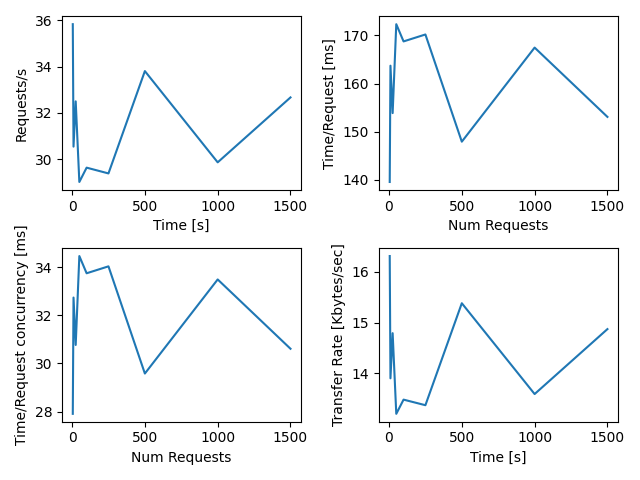 36
34
32
30
Requests/s
0 500 1000 1500
Time [s]
170
160
150
140
Time/Request [ms]
0 500 1000 1500
Num Requests
34
32
30
28
Time/Request concurrency [ms]
0 500 1000 1500
Num Requests
16
15
14
Transfer Rate [Kbytes/sec]
0 500 1000 1500
Time [s]